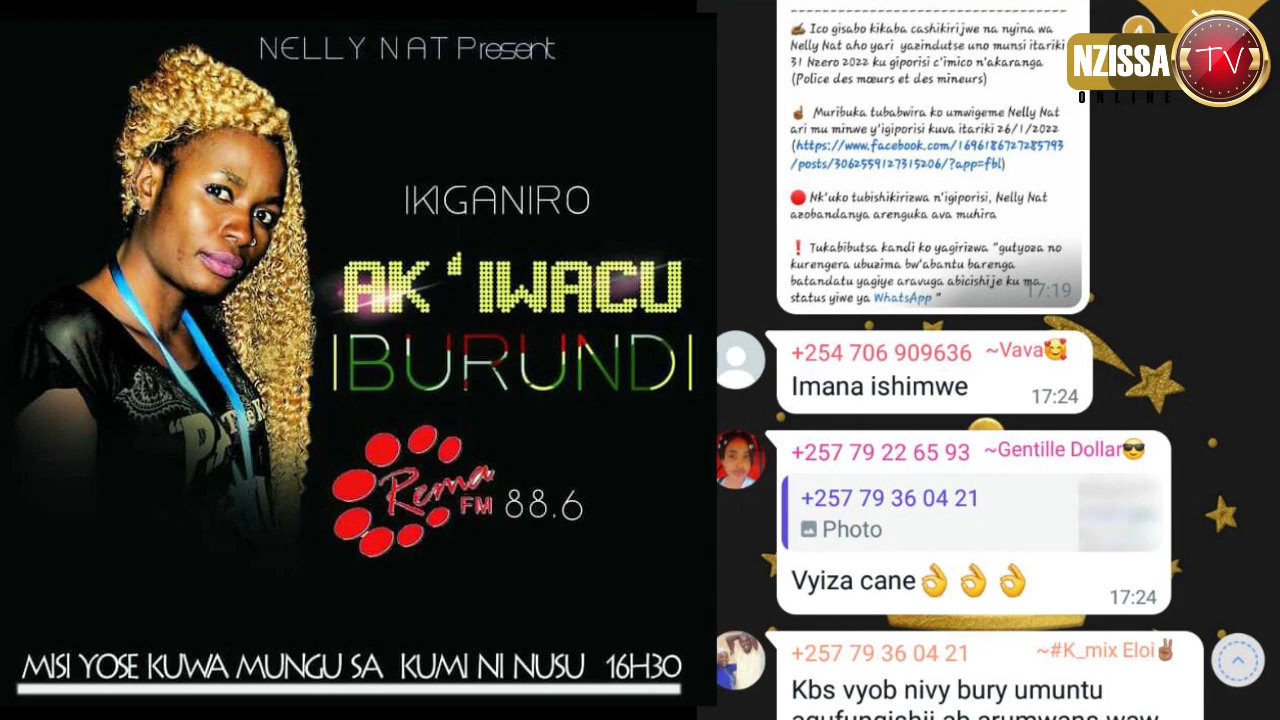 NELLY NAT Present
IKIGANIRO
AK'IWACU
IBURUNDI
Rema
FM 88.6
MISI YOSE KUWA MUNGU SA KUMI NI NUSU 16H30
✍🏾 Ico gisabo kikaba cashikirijwe na nyina wa
Nelly Nat aho yari yazindutse uno munsi itariki
31 Nzero 2022 ku giporisi c'imico n'akaranga
(Police des mœurs et des mineurs)
☝🏾 Muribuka tubabwira ko umwigeme Nelly Nat
ari mu minwe y'igiporisi kuva itariki 26/1/2022
(https://www.facebook.com/1696186727285793
/posts/3062559127315206/?app=fbl)
🔴 Nk'uko tubishikirizwa n'igiporisi, Nelly Nat
azobandanya arenguka ava muhira
❗ Tukabibutsa kandi ko yagirizwa "gutyoza no
kurengera ubuzima bw'abantu barenga
batandatu yagiye aravuga abicishije ku ma
status yiwe ya WhatsApp "
17:19
+254 706 909636 ~Vava🥰
Imana ishimwe
17:24
+257 79 22 65 93 ~Gentille Dollar😎
+257 79 36 04 21
Photo
Vyiza cane👌👌👌
17:24
+257 79 36 04 21 ~#K_mix Eloi✌🏽
Kbs vyob nivy bury umuntu
4
NZISSA
TV
ONLINE